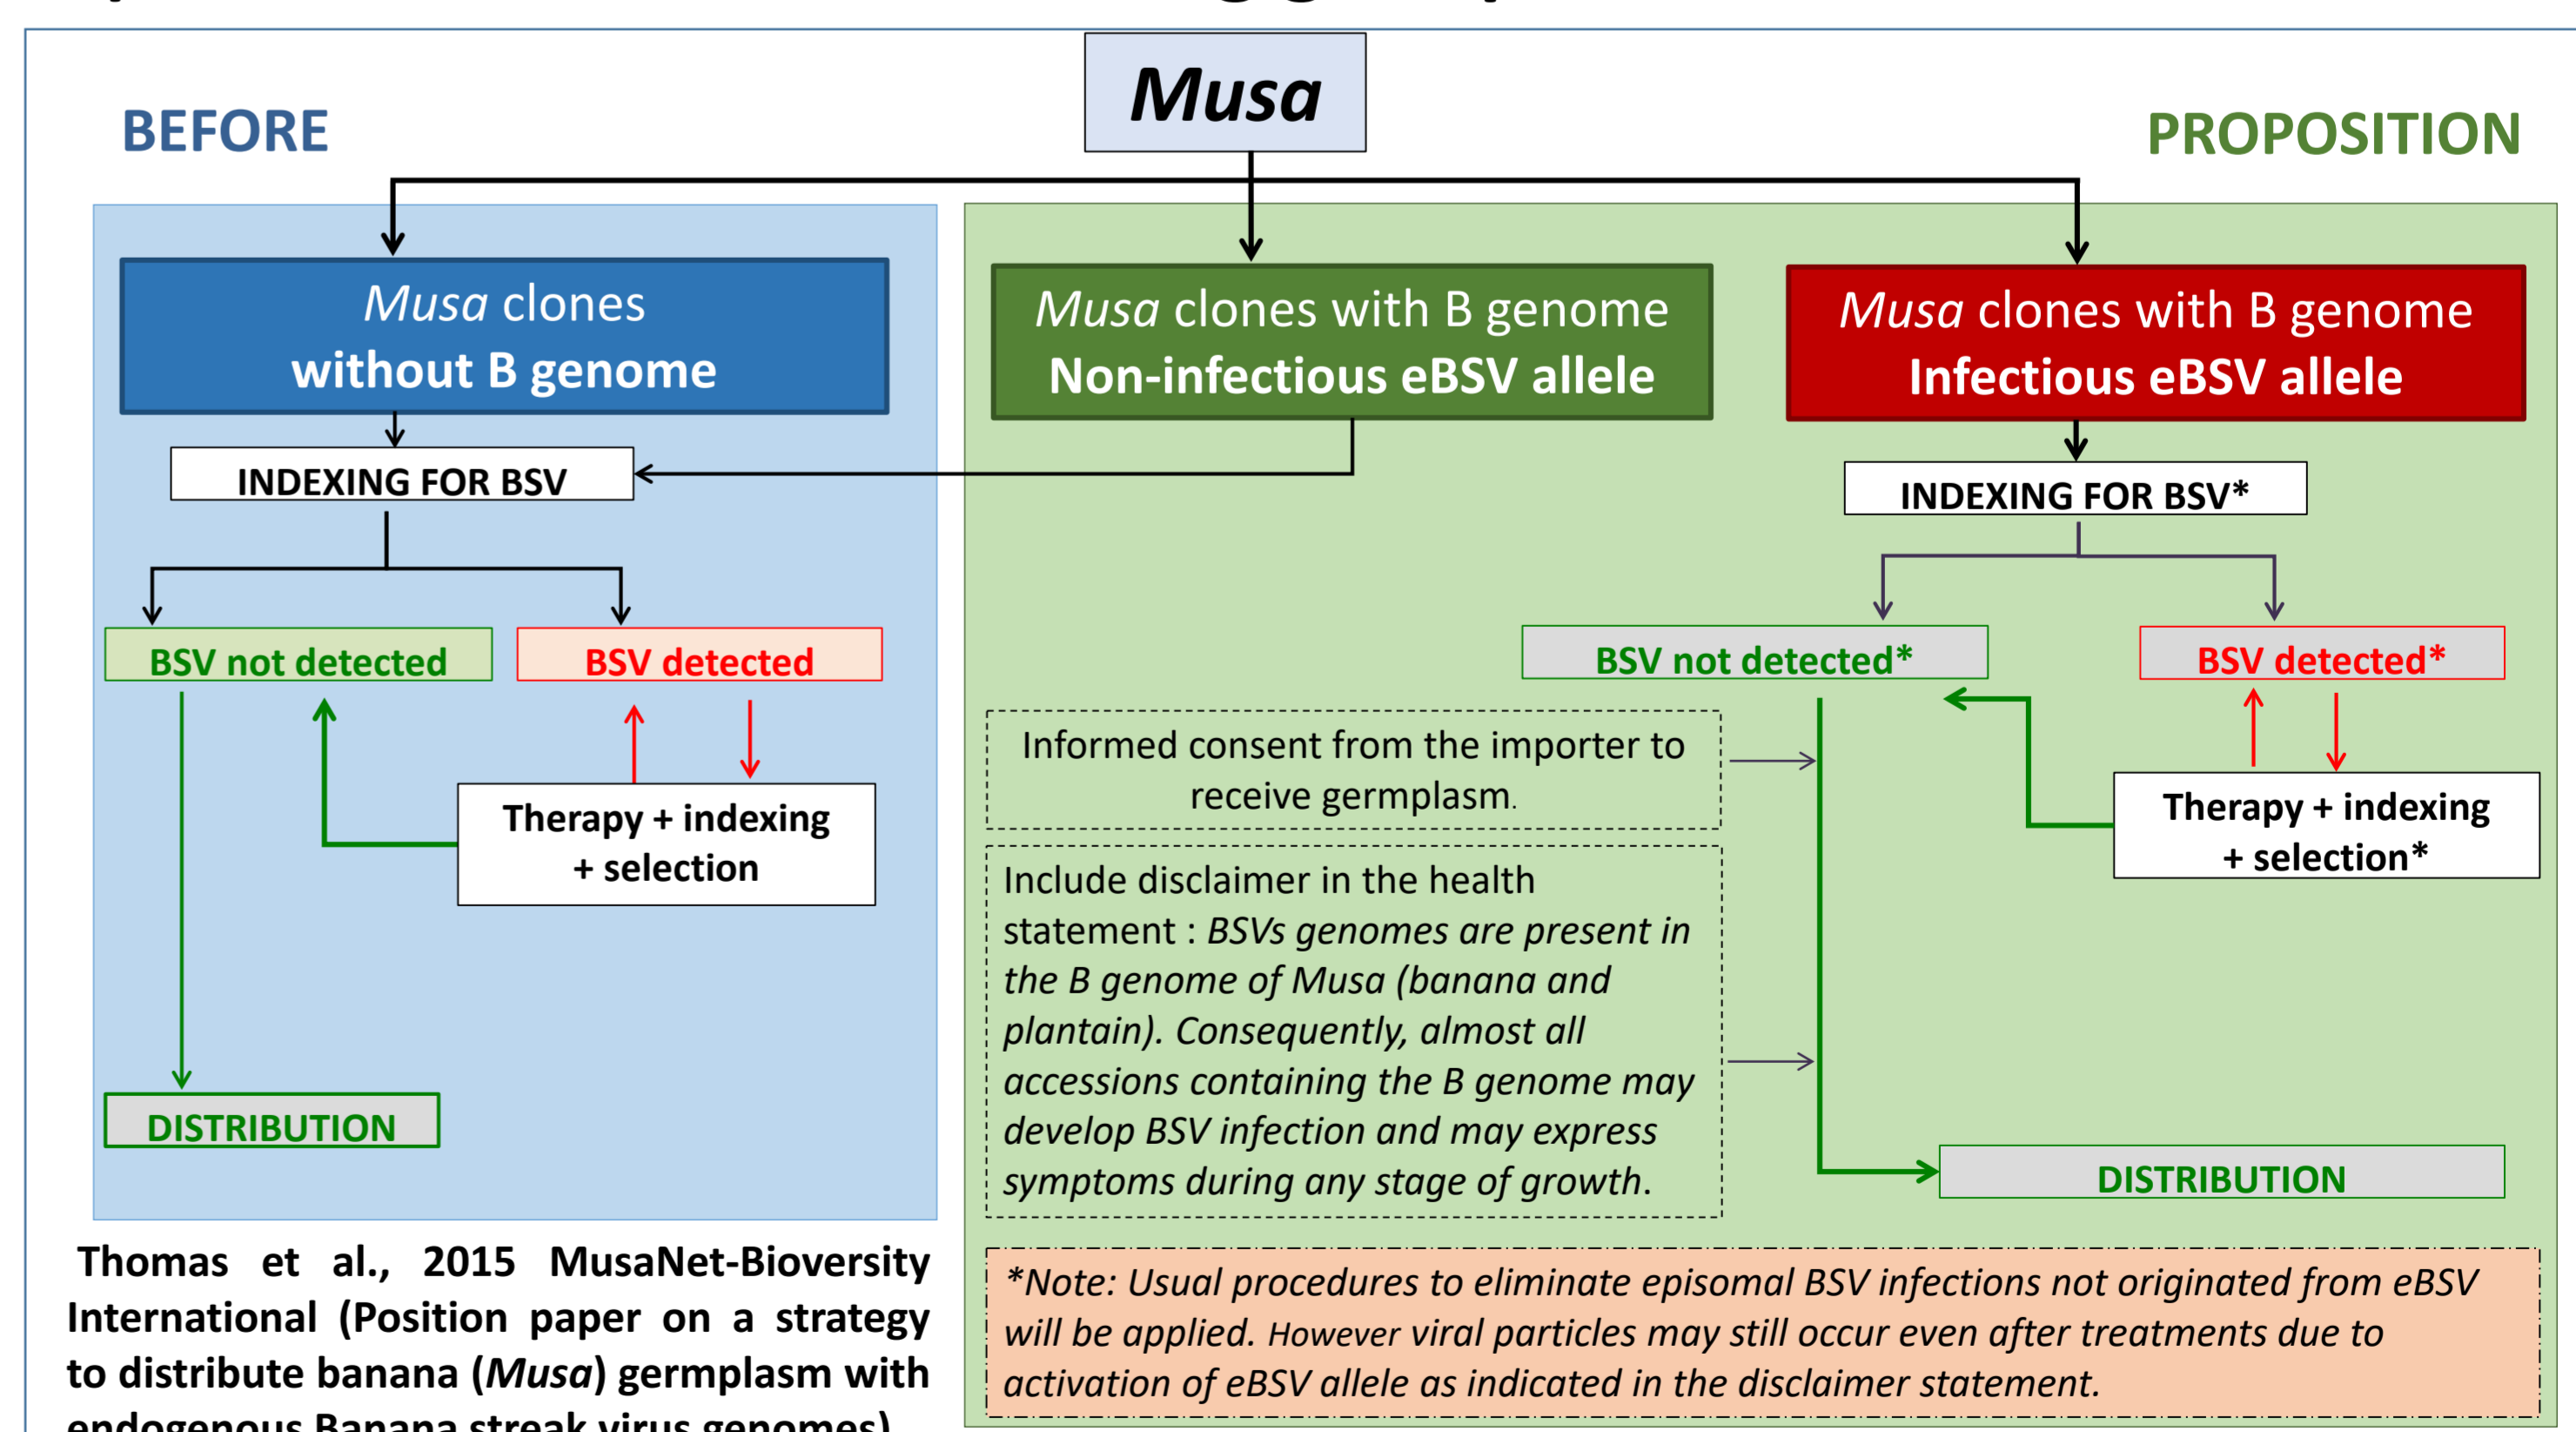 Musa
BEFORE
PROPOSITION
Musa clones
without B genome
Musa clones with B genome
Non-infectious eBSV allele
Musa clones with B genome
Infectious eBSV allele
INDEXING FOR BSV
INDEXING FOR BSV*
BSV not detected
BSV detected
BSV not detected*
BSV detected*
Therapy + indexing
+ selection
Therapy + indexing
+ selection*
Informed consent from the importer to
receive germplasm.
Include disclaimer in the health
statement : BSVs genomes are present in
the B genome of Musa (banana and
plantain). Consequently, almost all
accessions containing the B genome may
develop BSV infection and may express
symptoms during any stage of growth.
DISTRIBUTION
DISTRIBUTION
Thomas et al., 2015 MusaNet-Bioversity
International (Position paper on a strategy
to distribute banana (Musa) germplasm with
endogenous Banana streak virus genomes)
*Note: Usual procedures to eliminate episomal BSV infections not originated from eBSV
will be applied. However viral particles may still occur even after treatments due to
activation of eBSV allele as indicated in the disclaimer statement.